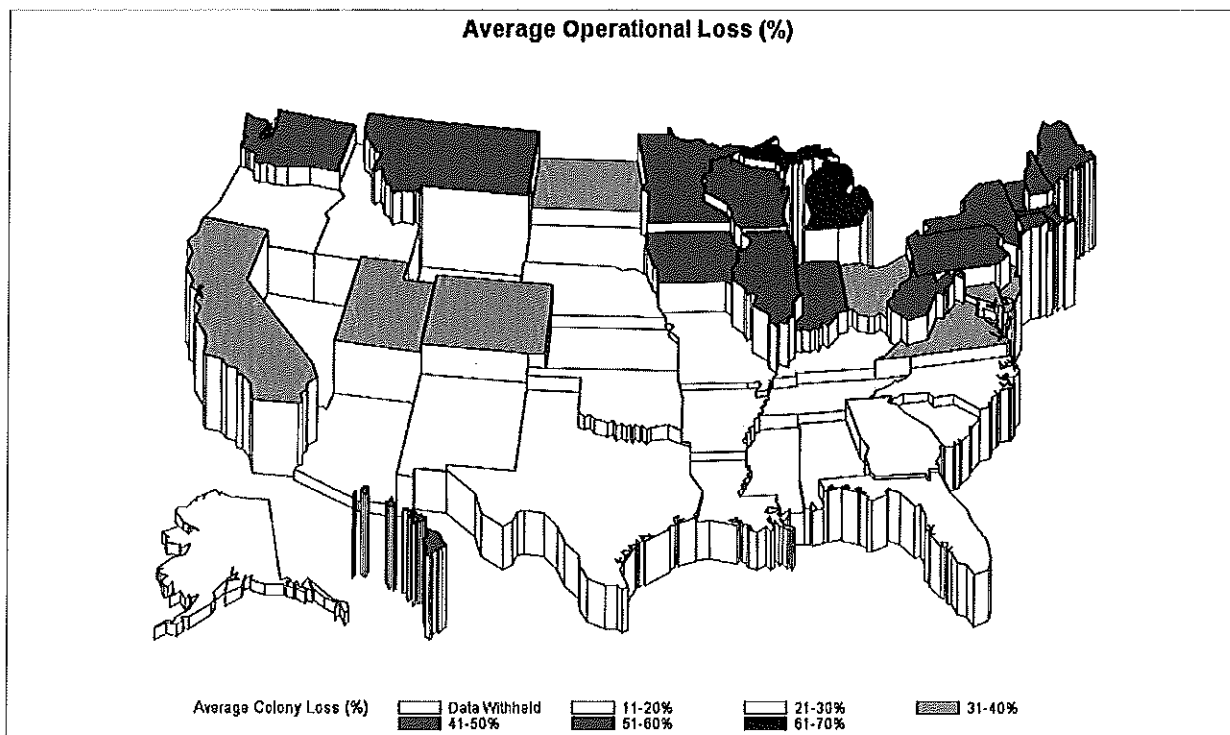 Average Operational Loss (%)
Average Colony Loss (%) Data Withheld 11-20% 21-30% 31-40%
41-50% 51-60% 61-70%